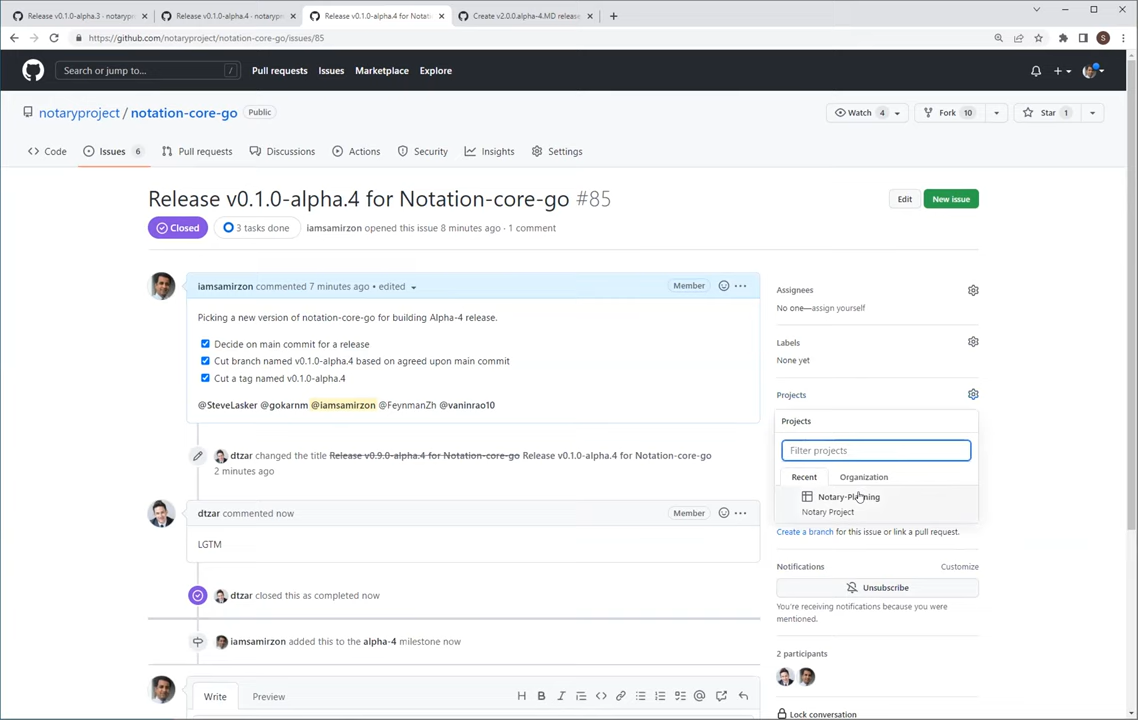 Release v0.1.0-alpha.3 - notarypr
Release v0.1.0-alpha.4 - notarypr
Release v0.1.0-alpha.4 for Notat
Create v2.0.0.alpha-4.MD release
https://github.com/notaryproject/notation-core-go/issues/85
S
Search or jump to...
/
Pull requests
Issues
Marketplace
Explore
notaryproject / notation-core-go
Public
Watch 4
Fork 10
Star 1
Code
Issues 6
Pull requests
Discussions
Actions
Security
Insights
Settings
Release v0.1.0-alpha.4 for Notation-core-go #85
Edit
New issue
Closed
3 tasks done
iamsamirzon opened this issue 8 minutes ago · 1 comment
iamsamirzon commented 7 minutes ago • edited
Member
Picking a new version of notation-core-go for building Alpha-4 release.
Decide on main commit for a release
Cut branch named v0.1.0-alpha.4 based on agreed upon main commit
Cut a tag named v0.1.0-alpha.4
@SteveLasker @gokarnm @iamsamirzon @FeynmanZh @vaninrao10
dtzar changed the title Release v0.9.0-alpha.4 for Notation-core-go Release v0.1.0-alpha.4 for Notation-core-go
2 minutes ago
dtzar commented now
Member
LGTM
dtzar closed this as completed now
iamsamirzon added this to the alpha-4 milestone now
Write
Preview
Assignees
No one—assign yourself
Labels
None yet
Projects
Projects
Filter projects
Recent
Organization
Notary-Planning
Notary Project
Create a branch for this issue or link a pull request.
Notifications
Customize
Unsubscribe
You're receiving notifications because you were
mentioned.
2 participants
Lock conversation